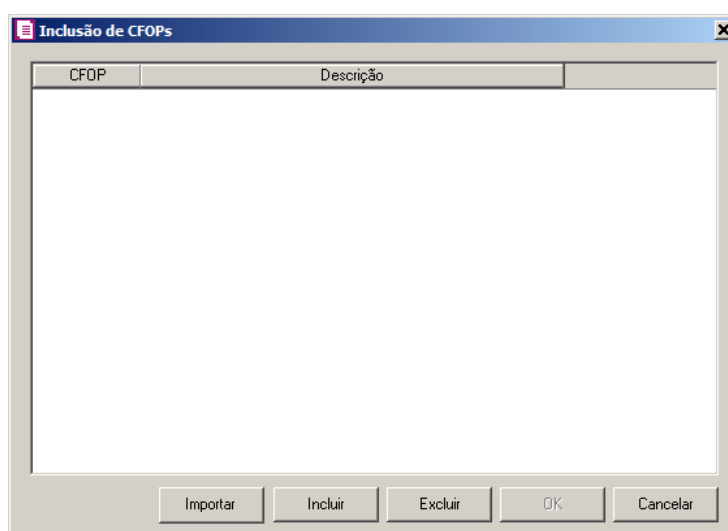 Inclusão de CFOPs
CFOP Descrição
Importar Incluir Excluir OK Cancelar